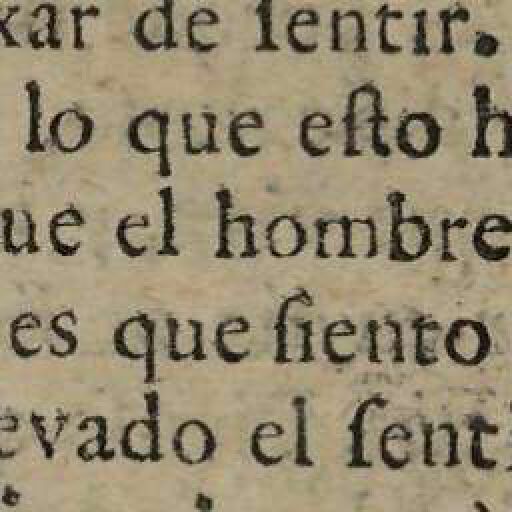 xar de ſentir.
lo que eſto h
ue el hombre
es que ſiento
evado el ſent